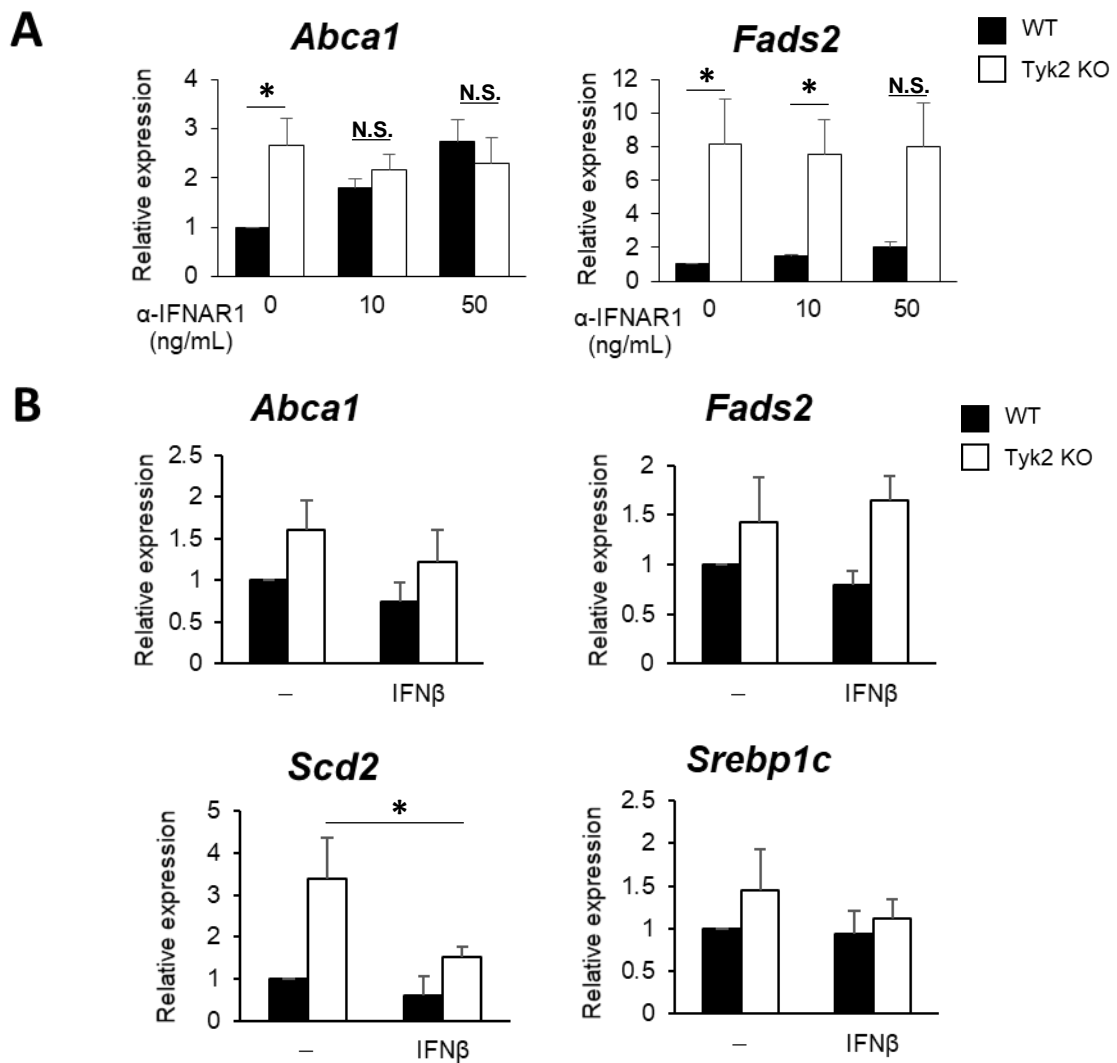 A
Abca1
Relative expression
4
3
2
1
0
*
N.S.
N.S.
0
10
50
α-IFNAR1
(ng/mL)
Fads2
Relative expression
12
10
8
6
4
2
0
*
*
N.S.
0
10
50
α-IFNAR1
(ng/mL)
WT
Tyk2 KO
B
Abca1
Relative expression
2.5
2
1.5
1
0.5
0
–
IFNβ
Fads2
Relative expression
2
1.5
1
0.5
0
–
IFNβ
WT
Tyk2 KO
Scd2
Relative expression
5
4
3
2
1
0
*
–
IFNβ
Srebp1c
Relative expression
2.5
2
1.5
1
0.5
0
–
IFNβ